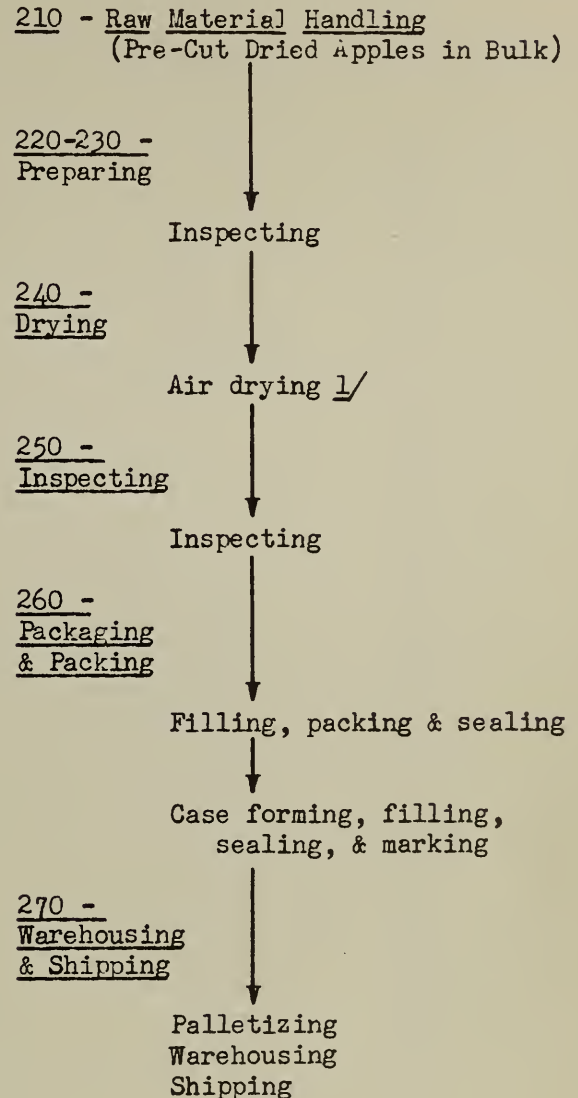 210 - Raw Material Handling
(Pre-Cut Dried Apples in Bulk)
220-230 -
Preparing
Inspecting
240 -
Drying
Air drying 1/
250 -
Inspecting
Inspecting
260 -
Packaging
& Packing
Filling, packing & sealing
Case forming, filling,
sealing, & marking
270 -
Warehousing
& Shipping
Palletizing
Warehousing
Shipping